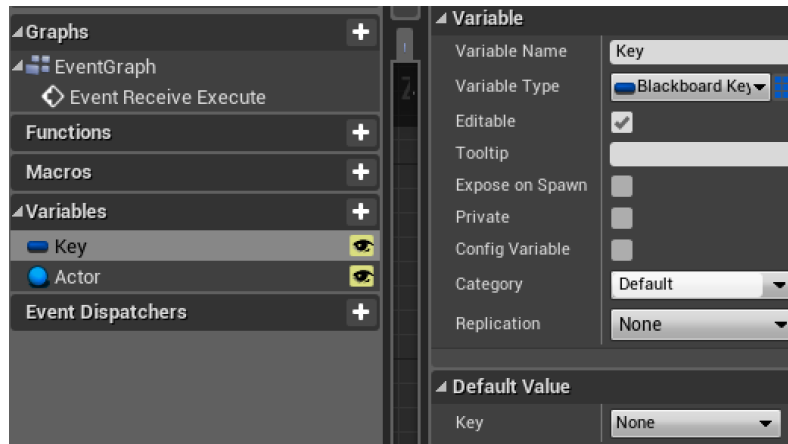 Graphs
EventGraph
Event Receive Execute
Functions
Macros
Variables
Key
Actor
Event Dispatchers
Variable
Variable Name Key
Variable Type Blackboard Key
Editable
Tooltip
Expose on Spawn
Private
Config Variable
Category Default
Replication None
Default Value
Key None